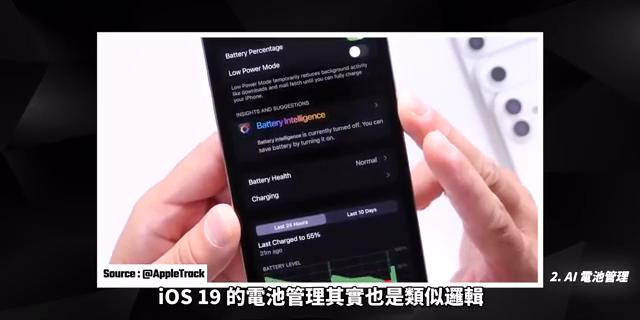 Battery Percentage
Low Power Mode
Low Power Mode temporarily reduces background activity
like downloads and mail fetch until you can fully charge
your iPhone.
INSIGHTS AND SUGGESTIONS
Battery Intelligence
Battery Intelligence is currently turned off. You can
save battery by turning it on.
Battery Health
Normal
Charging
Last 24 Hours
Last 10 Days
Last Charged to 55%
21m ago
BATTERY LEVEL
100%
Source : @AppleTrack
2. AI 電池管理
iOS 19 的電池管理其實也是類似邏輯